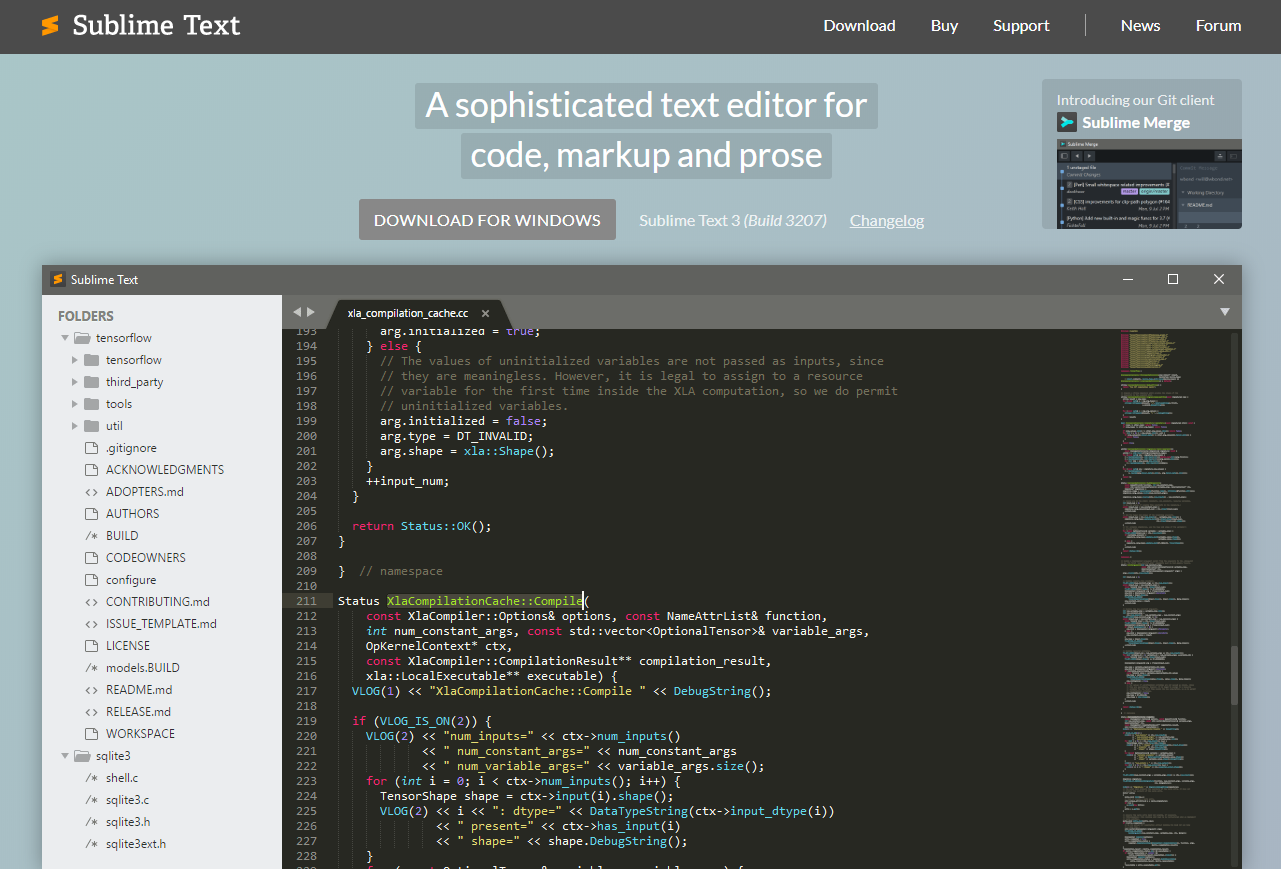 Sublime Text
Download Buy Support News Forum
A sophisticated text editor for
code, markup and prose
DOWNLOAD FOR WINDOWS
Sublime Text 3 (Build 3207)
Changelog
Introducing our Git client
Sublime Merge
Sublime Merge
Sublime Text
FOLDERS
tensorflow
tensorflow
third_party
tools
util
.gitignore
ACKNOWLEDGMENTS
<> ADOPTERS.md
AUTHORS
/* BUILD
CODEOWNERS
configure
<> CONTRIBUTING.md
<> ISSUE_TEMPLATE.md
LICENSE
/* models.BUILD
<> README.md
<> RELEASE.md
WORKSPACE
sqlite3
/* shell.c
/* sqlite3.c
/* sqlite3.h
/* sqlite3ext.h
xla_compilation_cache.cc
193 arg.initialized = true;
194 } else {
195 // The values of uninitialized variables are not passed as inputs, since
196 // they are meaningless. However, it is legal to assign to a resource
197 // variable for the first time inside the XLA computation, so we do permit
198 // uninitialized variables.
199 arg.initialized = false;
200 arg.type = DT_INVALID;
201 arg.shape = xla::Shape();
202 }
203 ++input_num;
204 }
205
206 return Status::OK();
207 }
208
209 } // namespace
210
211 Status XlaCompilationCache::Compile(
212 const XlaCompiler::Options& options, const NameAttrList& function,
213 int num_constant_args, const std::vector<OptionalTensor>& variable_args,
214 OpKernelContext* ctx,
215 const XlaCompiler::CompilationResult** compilation_result,
216 xla::LocalExecutable** executable) {
217 VLOG(1) << "XlaCompilationCache::Compile " << DebugString();
218
219 if (VLOG_IS_ON(2)) {
220 VLOG(2) << "num_inputs=" << ctx->num_inputs()
221 << " num_constant_args=" << num_constant_args
222 << " num_variable_args=" << variable_args.size();
223 for (int i = 0; i < ctx->num_inputs(); i++) {
224 TensorShape shape = ctx->input(i).shape();
225 VLOG(2) << i << ": dtype=" << DataTypeString(ctx->input_dtype(i))
226 << " present=" << ctx->has_input(i)
227 << " shape=" << shape.DebugString();
228 }